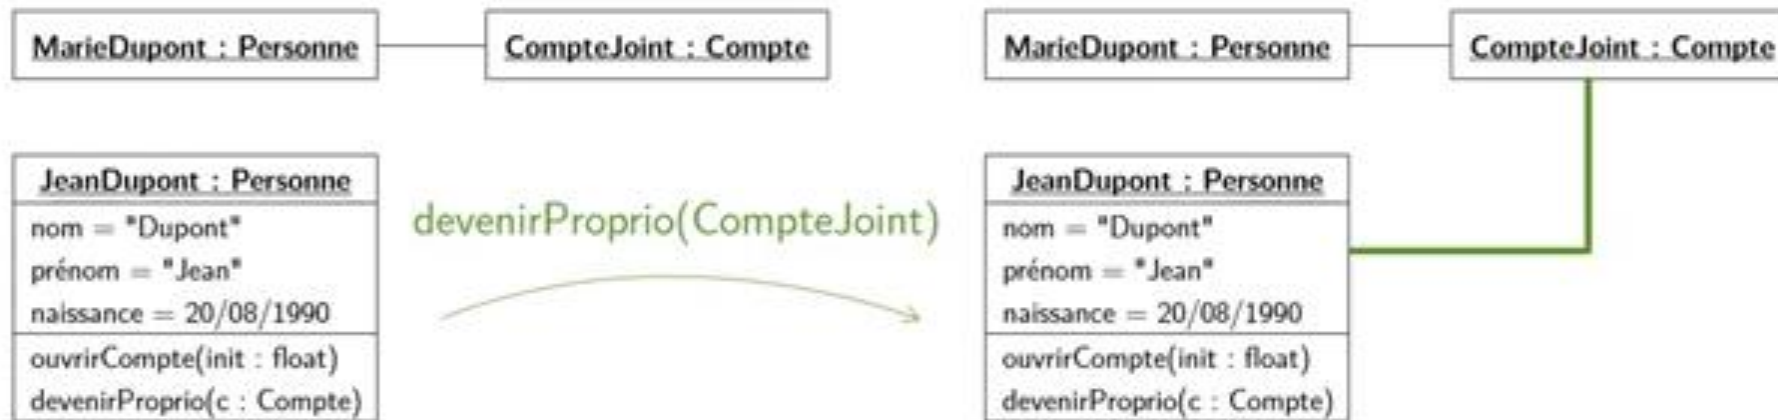 MarieDupont : Personne
CompteJoint : Compte
JeanDupont : Personne
nom = "Dupont"
prénom = "Jean"
naissance = 20/08/1990
ouvrirCompte(init : float)
devenirProprio(c : Compte)
devenirProprio(CompteJoint)
MarieDupont : Personne
CompteJoint : Compte
JeanDupont : Personne
nom = "Dupont"
prénom = "Jean"
naissance = 20/08/1990
ouvrirCompte(init : float)
devenirProprio(c : Compte)